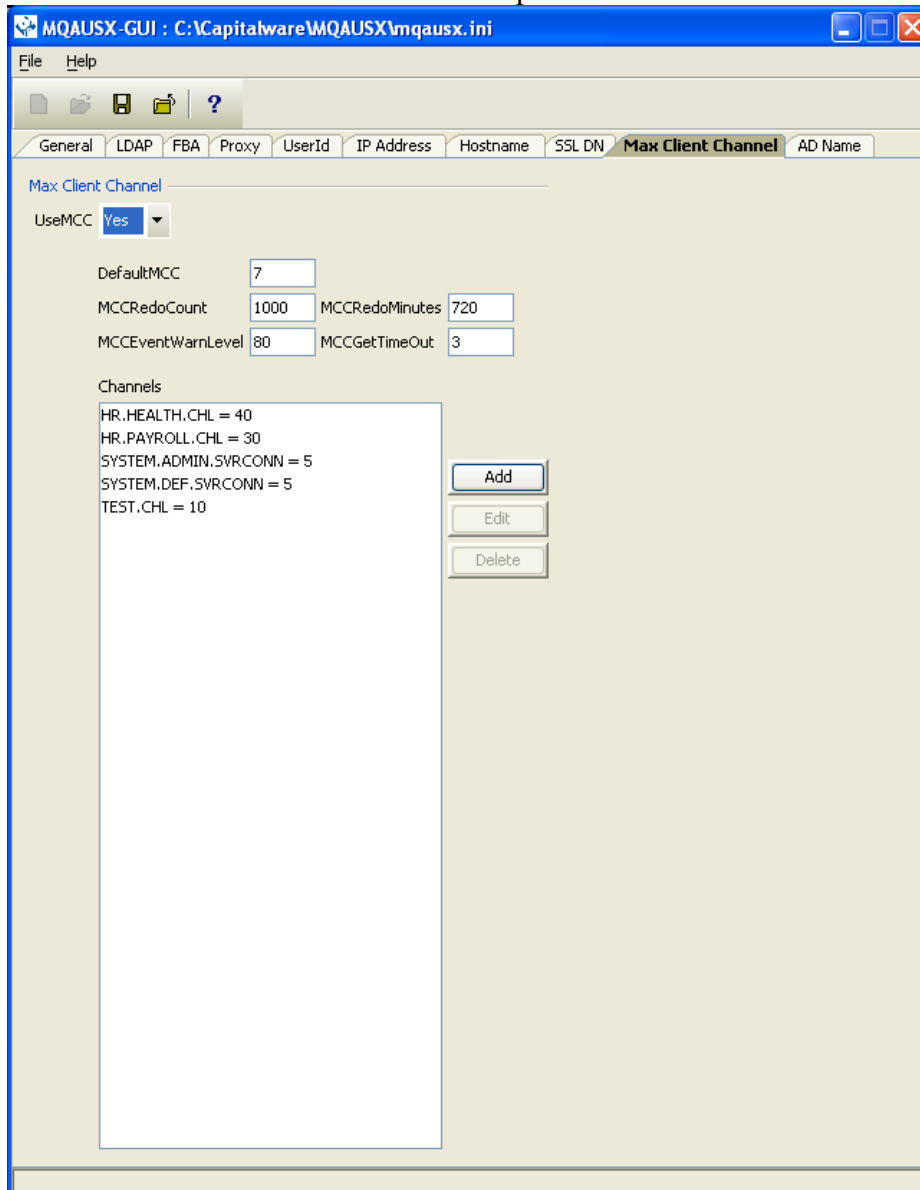 MQAUSX-GUI : C:\Capitalware\MQAUSX\mqausx.ini
File Help
?
General LDAP FBA Proxy UserId IP Address Hostname SSL DN Max Client Channel AD Name
Max Client Channel
UseMCC Yes
DefaultMCC 7
MCCRedoCount 1000 MCCRedoMinutes 720
MCCEventWarnLevel 80 MCCGetTimeOut 3
Channels
HR.HEALTH.CHL = 40
HR.PAYROLL.CHL = 30
SYSTEM.ADMIN.SVRCONN = 5
SYSTEM.DEF.SVRCONN = 5
TEST.CHL = 10
Add
Edit
Delete